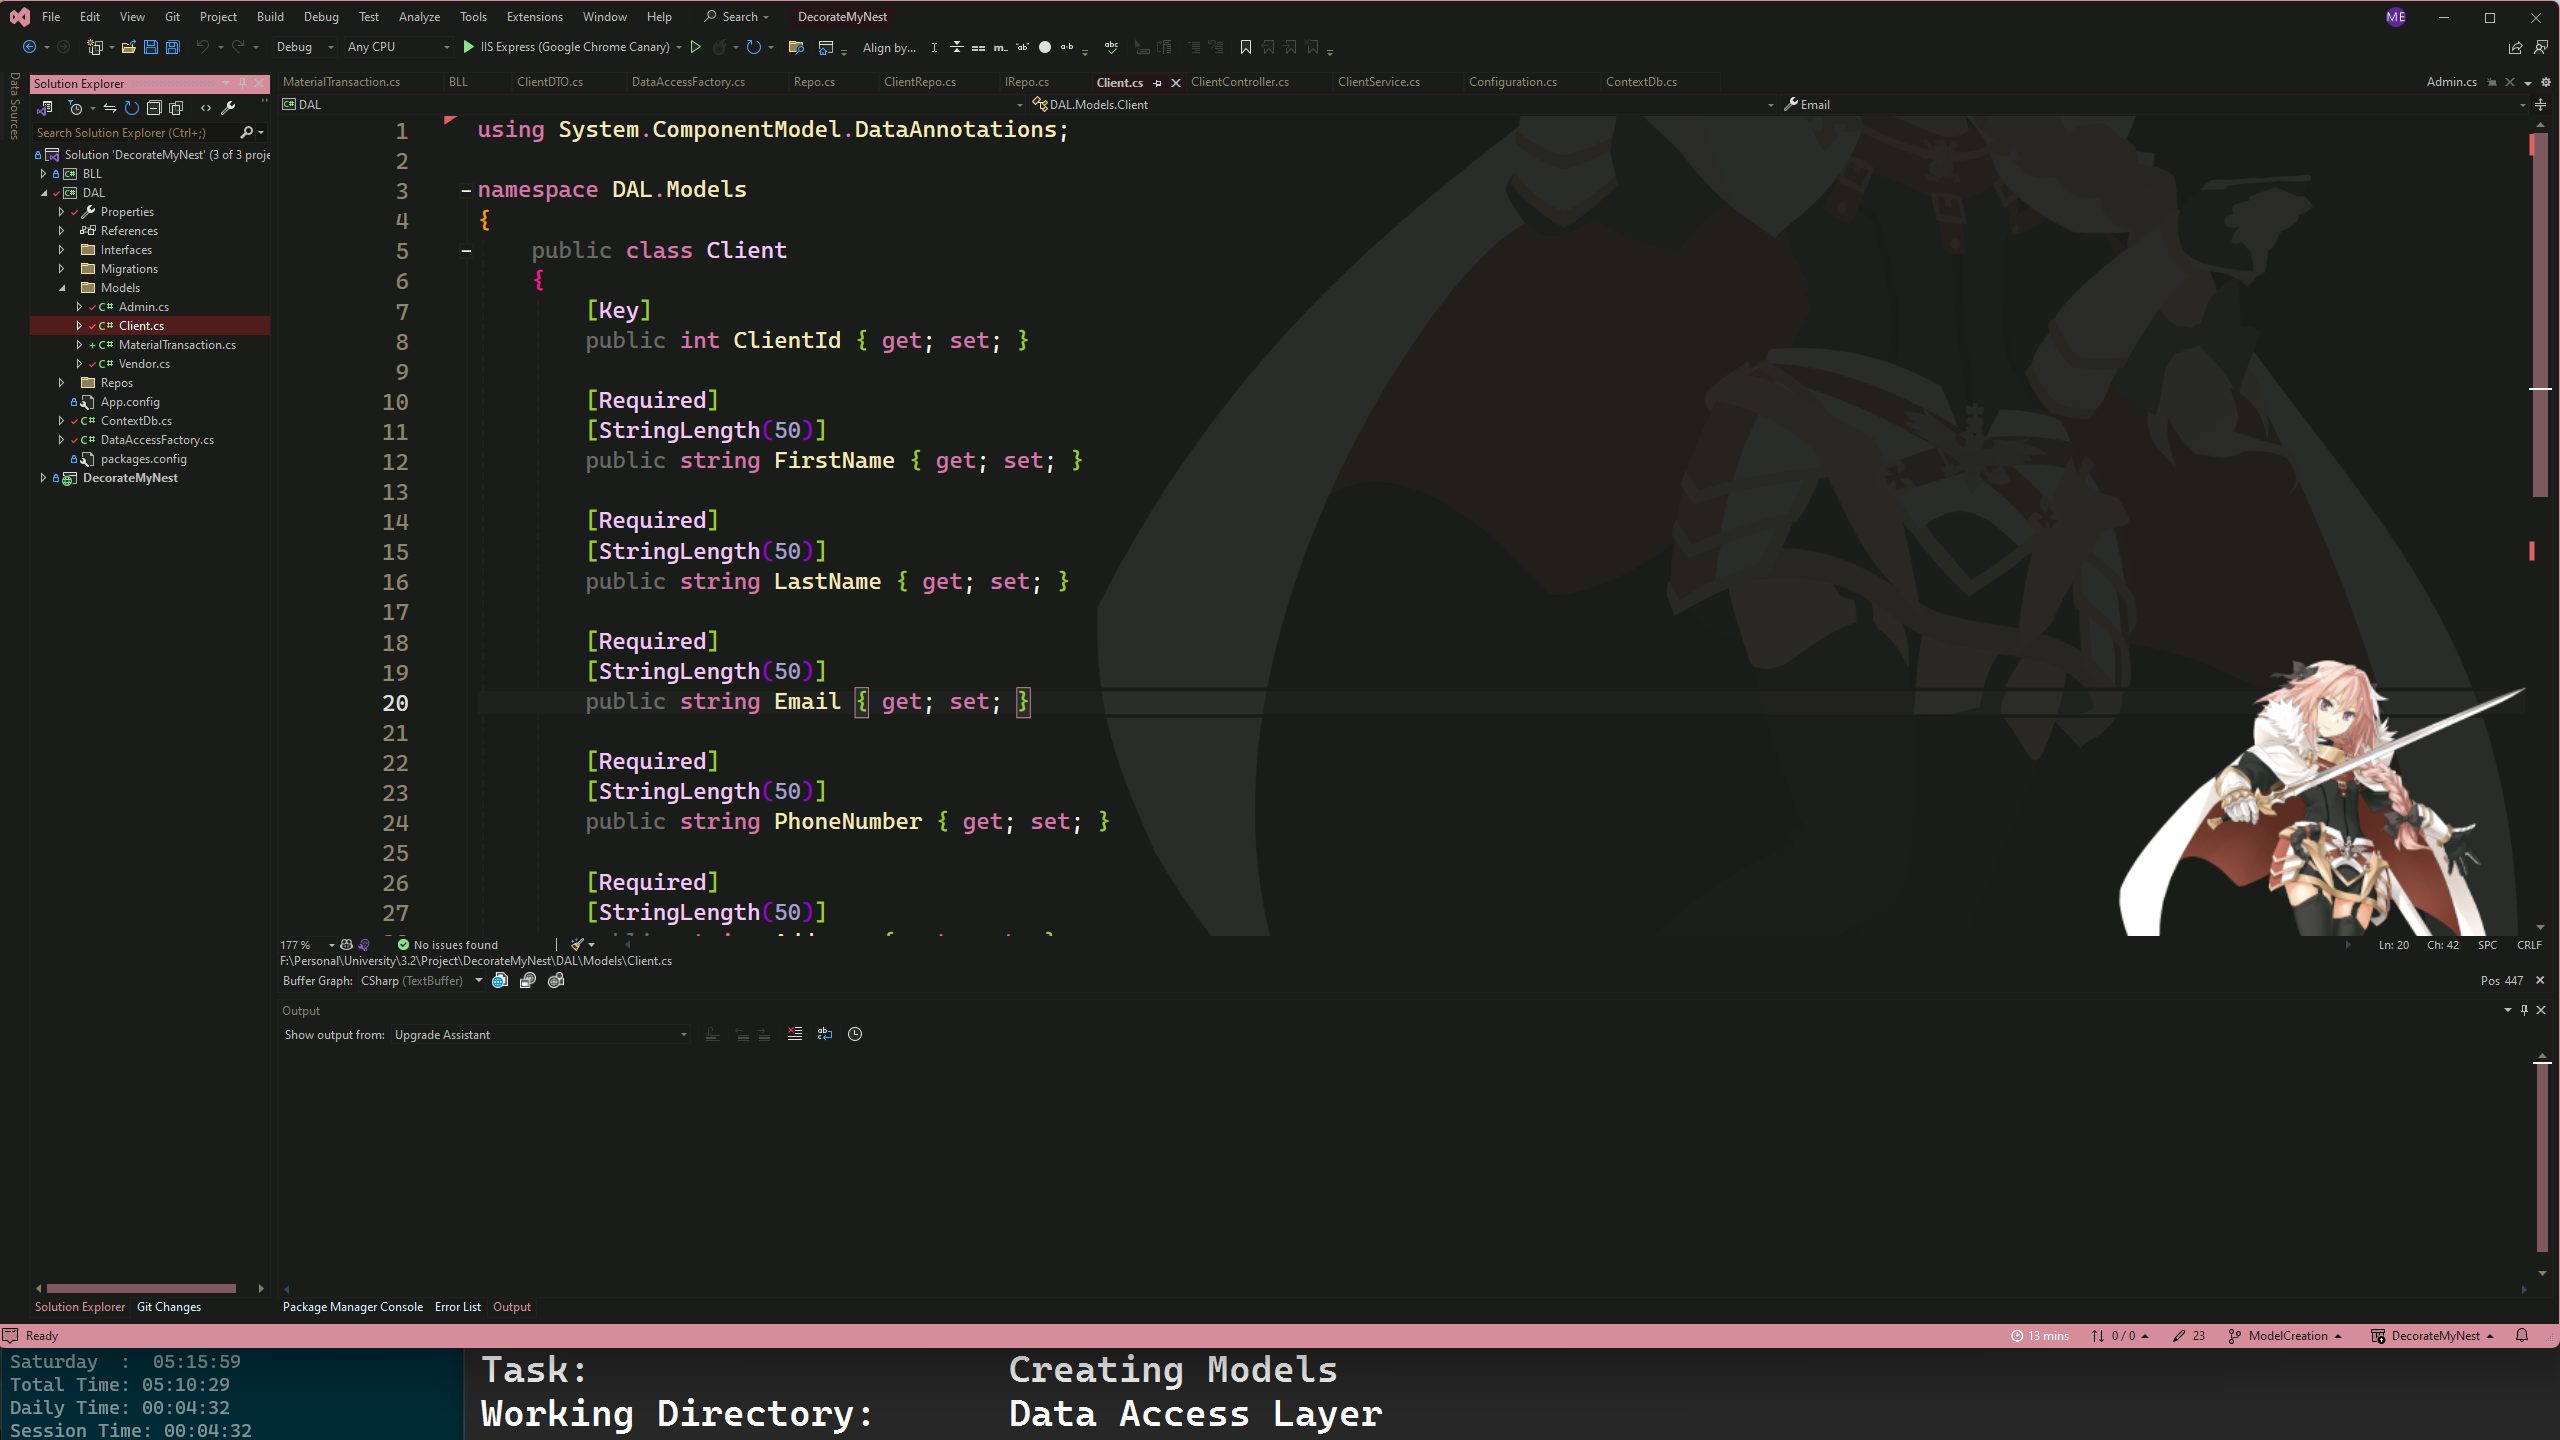 File Edit View Git Project Build Debug Test Analyze Tools Extensions Window Help Search DecorateMyNest ME
Debug Any CPU IIS Express (Google Chrome Canary) Align by...
Data Sources
Solution Explorer
Search Solution Explorer (Ctrl+;)
Solution 'DecorateMyNest' (3 of 3 proje
BLL
DAL
Properties
References
Interfaces
Migrations
Models
Admin.cs
Client.cs
MaterialTransaction.cs
Vendor.cs
Repos
App.config
ContextDb.cs
DataAccessFactory.cs
packages.config
DecorateMyNest
Solution Explorer Git Changes
MaterialTransaction.cs BLL ClientDTO.cs DataAccessFactory.cs Repo.cs ClientRepo.cs IRepo.cs Client.cs ClientController.cs ClientService.cs Configuration.cs ContextDb.cs Admin.cs
DAL DAL.Models.Client Email
1 using System.ComponentModel.DataAnnotations;
2
3 namespace DAL.Models
4 {
5 public class Client
6 {
7 [Key]
8 public int ClientId { get; set; }
9
10 [Required]
11 [StringLength(50)]
12 public string FirstName { get; set; }
13
14 [Required]
15 [StringLength(50)]
16 public string LastName { get; set; }
17
18 [Required]
19 [StringLength(50)]
20 public string Email { get; set; }
21
22 [Required]
23 [StringLength(50)]
24 public string PhoneNumber { get; set; }
25
26 [Required]
27 [StringLength(50)]
177 % No issues found Ln: 20 Ch: 42 SPC CRLF
F:\Personal\University\3.2\Project\DecorateMyNest\DAL\Models\Client.cs
Buffer Graph: CSharp (TextBuffer) Pos 447
Output
Show output from: Upgrade Assistant
Package Manager Console Error List Output
Ready 13 mins 0 / 0 23 ModelCreation DecorateMyNest
Saturday : 05:15:59
Total Time: 05:10:29
Daily Time: 00:04:32
Session Time: 00:04:32
Task: Creating Models
Working Directory: Data Access Layer